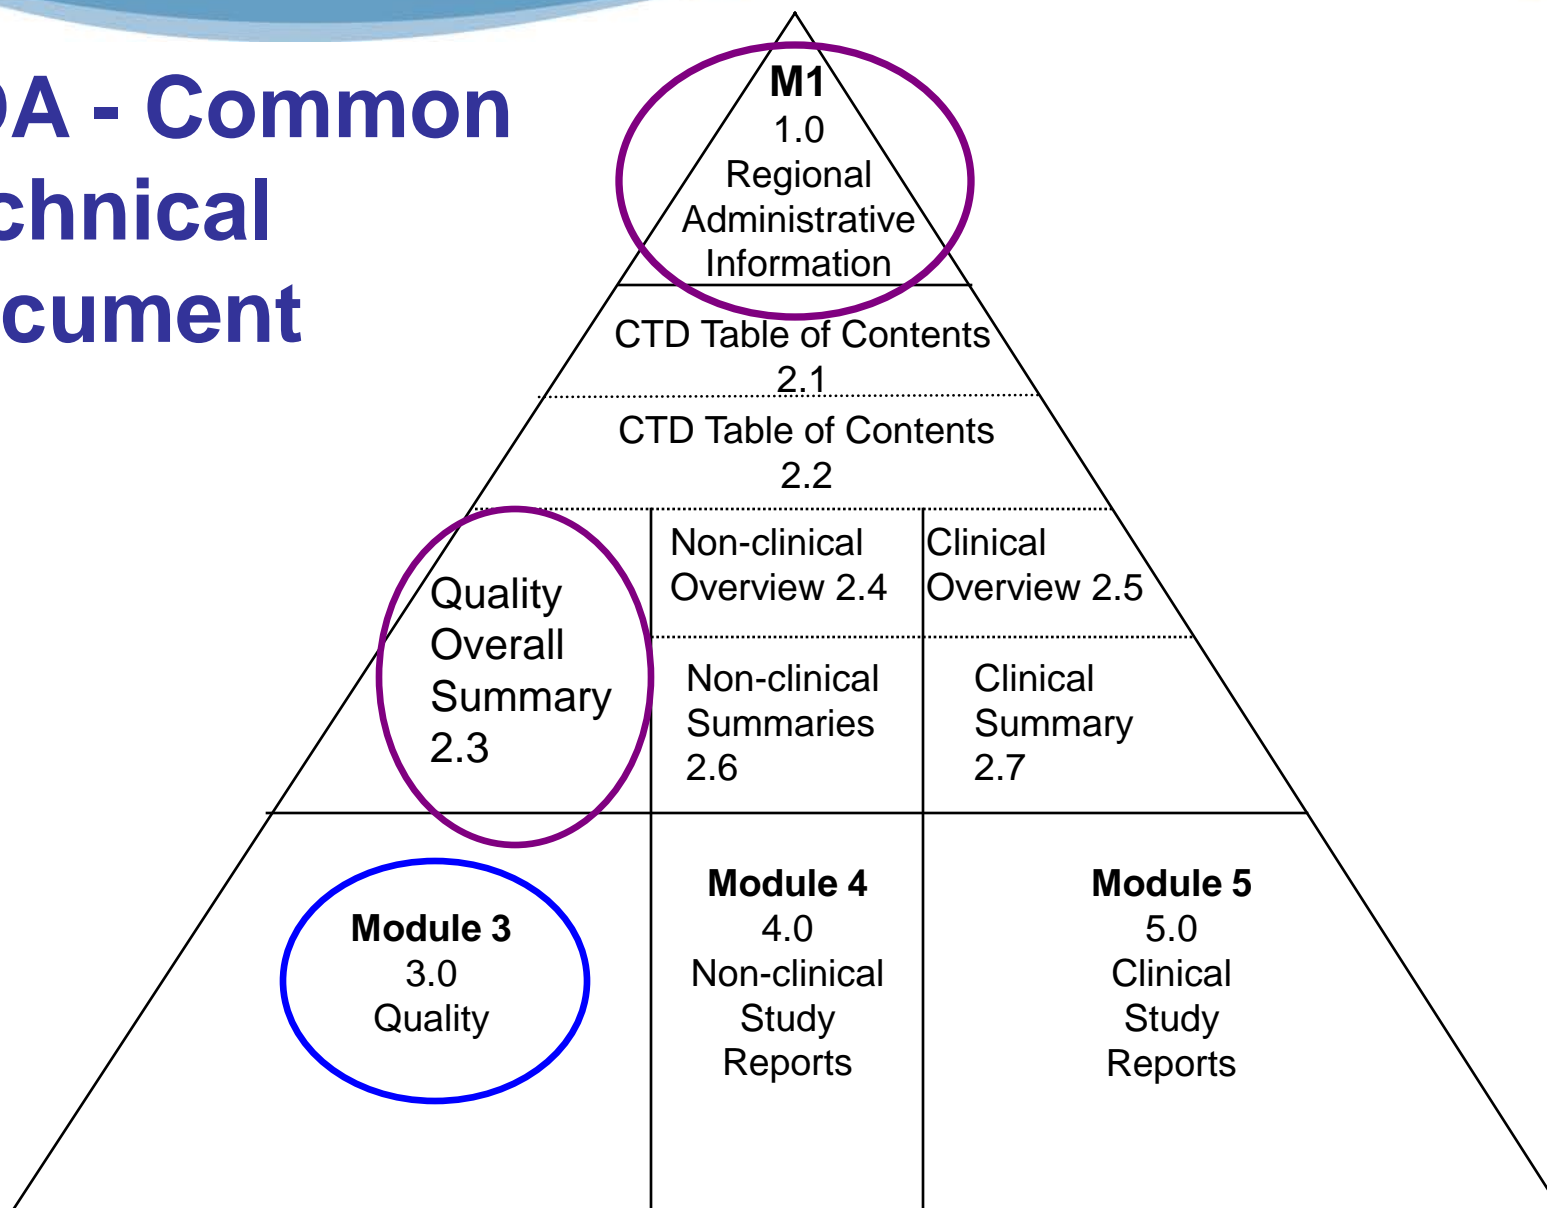 DA - Common
chnical
cument
M1
1.0
Regional
Administrative
Information
CTD Table of Contents
2.1
CTD Table of Contents
2.2
Quality
Overall
Summary
2.3
Non-clinical
Overview 2.4
Clinical
Overview 2.5
Non-clinical
Summaries
2.6
Clinical
Summary
2.7
Module 3
3.0
Quality
Module 4
4.0
Non-clinical
Study
Reports
Module 5
5.0
Clinical
Study
Reports